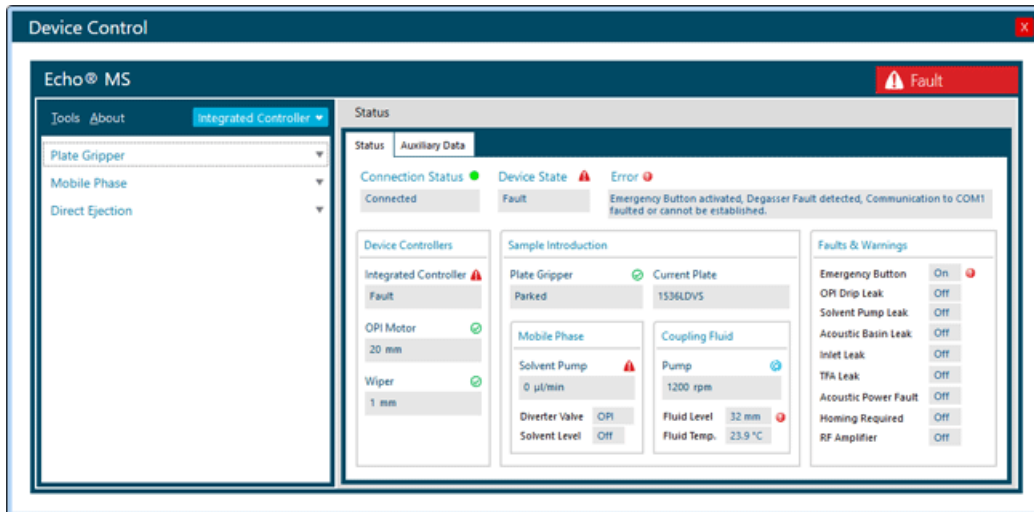 Device Control
X
Echo® MS
Fault
Tools About
Integrated Controller
Plate Gripper
Mobile Phase
Direct Ejection
Status
Status
Auxiliary Data
Connection Status
Connected
Device State
Fault
Error
Emergency Button activated, Degasser Fault detected, Communication to COM1
faulted or cannot be established.
Device Controllers
Integrated Controller
Fault
OPI Motor
20 mm
Wiper
1 mm
Sample Introduction
Plate Gripper
Parked
Current Plate
1536LDVS
Mobile Phase
Solvent Pump
0 µl/min
Diverter Valve OPI
Solvent Level Off
Coupling Fluid
Pump
1200 rpm
Fluid Level 32 mm
Fluid Temp. 23.9 °C
Faults & Warnings
Emergency Button On
OPI Drip Leak Off
Solvent Pump Leak Off
Acoustic Basin Leak Off
Inlet Leak Off
TFA Leak Off
Acoustic Power Fault Off
Homing Required Off
RF Amplifier Off